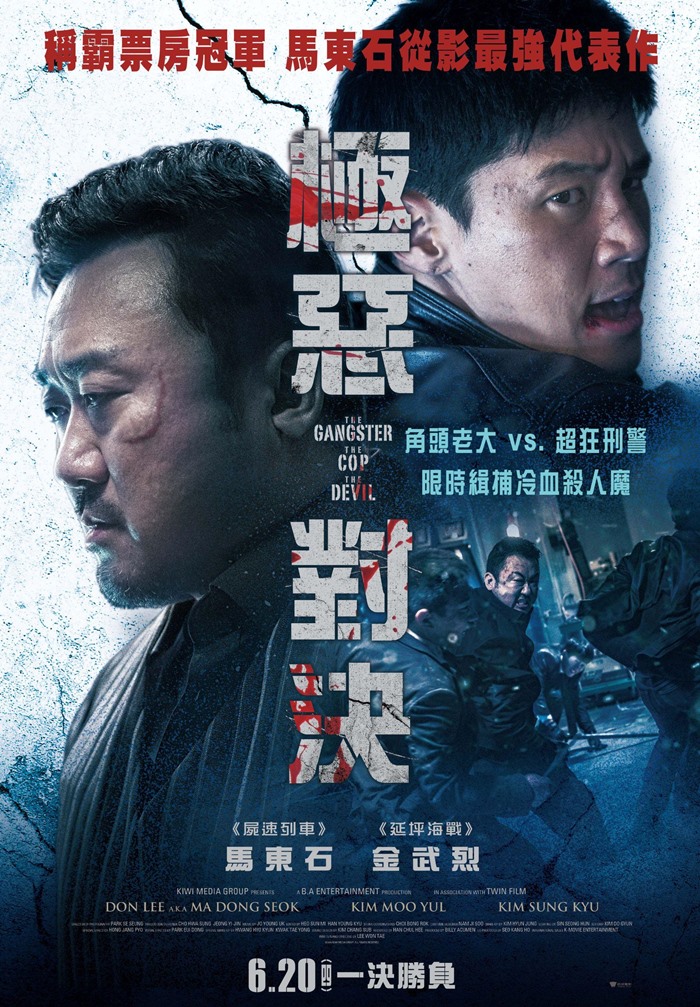 稱霸票房冠軍 馬東石從影最強代表作
極惡對決
THE
GANGSTER
THE
COP
THE
DEVIL
角頭老大 vs. 超狂刑警
限時緝捕冷血殺人魔
《屍速列車》 《延坪海戰》
馬東石 金武烈
KIWI MEDIA GROUP PRESENTS A B.A ENTERTAINMENT PRODUCTION IN ASSOCIATION WITH TWIN FILM
DON LEE AKA MA DONG SEOK KIM MOO YUL KIM SUNG KYU
6.20(四)一決勝負